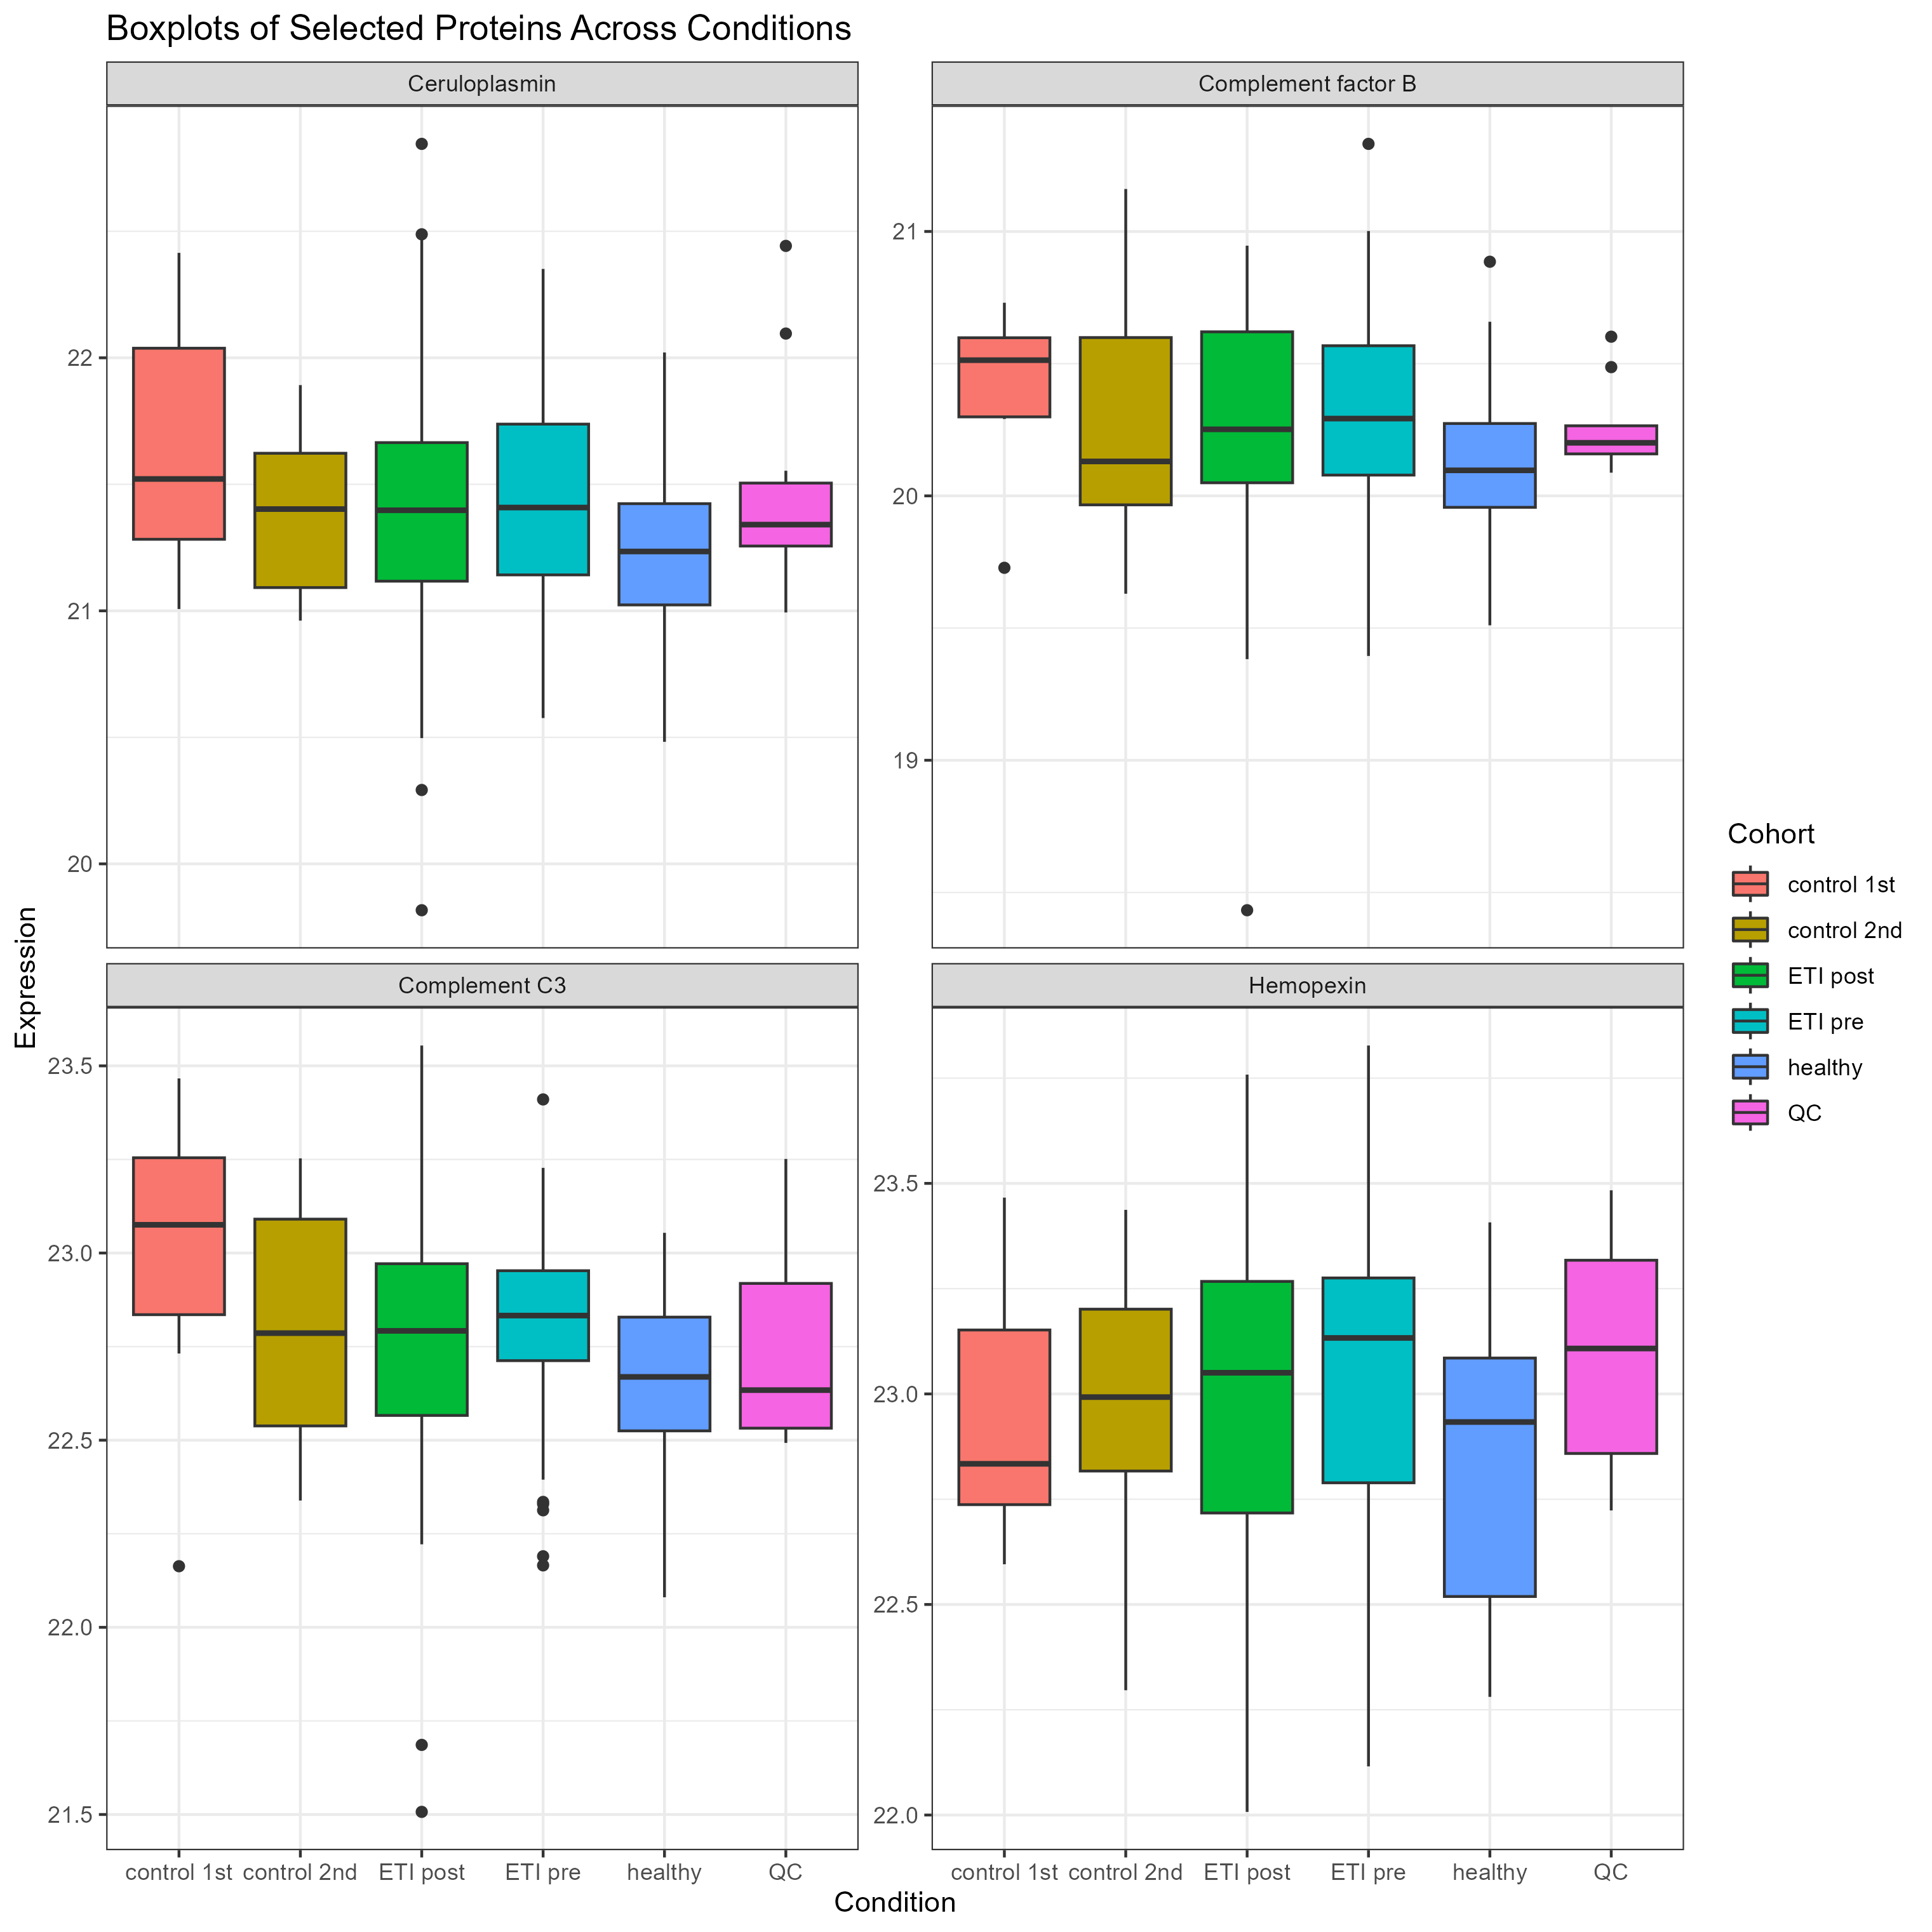 Boxplots of Selected Proteins Across Conditions
Ceruloplasmin
Complement factor B
22
21
20
21
20
19
Complement C3
Hemopexin
23.5
23.0
22.5
22.0
21.5
23.5
23.0
22.5
22.0
control 1st control 2nd ETI post ETI pre healthy QC
control 1st control 2nd ETI post ETI pre healthy QC
Expression
Condition
Cohort
control 1st
control 2nd
ETI post
ETI pre
healthy
QC